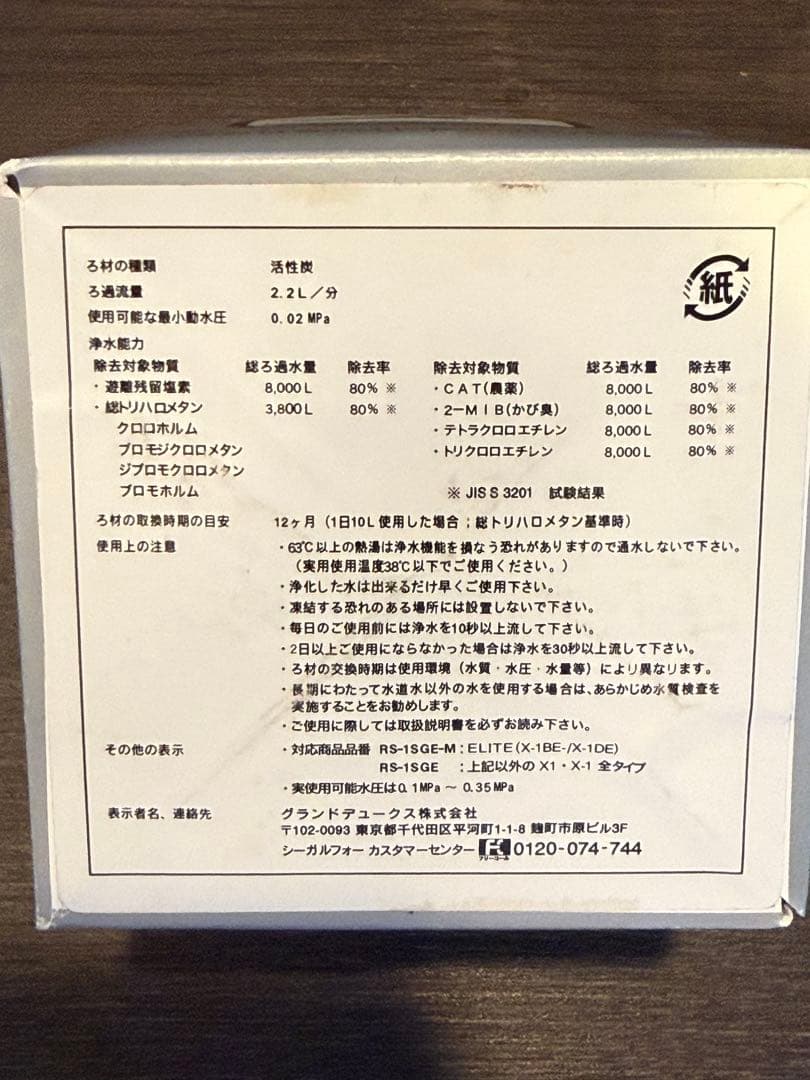 紙
ろ材の種類 活性炭
ろ過流量 2.2L/分
使用可能な最小動水圧 0.02 MPa
浄水能力
除去対象物質 総ろ過水量 除去率
・遊離残留塩素 8,000L 80% ※
・総トリハロメタン 3,800L 80% ※
クロロホルム
ブロモジクロロメタン
ジブロモクロロメタン
ブロモホルム
除去対象物質 総ろ過水量 除去率
・CAT(農薬) 8,000L 80% ※
・2-MIB(かび臭) 8,000L 80% ※
・テトラクロロエチレン 8,000L 80% ※
・トリクロロエチレン 8,000L 80% ※
※ JIS S 3201 試験結果
ろ材の取換時期の目安 12ヶ月(1日10L使用した場合;総トリハロメタン基準時)
使用上の注意 ・63℃以上の熱湯は浄水機能を損なう恐れがありますので通水しないで下さい。
(実用使用温度38℃以下でご使用ください。)
・浄化した水は出来るだけ早くご使用下さい。
・凍結する恐れのある場所には設置しないで下さい。
・毎日のご使用前には浄水を10秒以上流して下さい。
・2日以上ご使用にならなかった場合は浄水を30秒以上流して下さい。
・ろ材の交換時期は使用環境(水質・水圧・水量等)により異なります。
・長期にわたって水道水以外の水を使用する場合は、あらかじめ水質検査を
実施することをお勧めします。
・ご使用に際しては取扱説明書を必ずお読み下さい。
その他の表示 ・対応商品品番 RS-1SGE-M:ELITE(X-1BE-/X-1DE)
RS-1SGE :上記以外の X1・X-1 全タイプ
・実使用可能水圧は0.1MPa ~ 0.35MPa
表示者名、連絡先 グランドデュークス株式会社
〒102-0093 東京都千代田区平河町1-1-8 麹町市原ビル3F
シーガルフォー カスタマーセンター フリーコール 0120-074-744